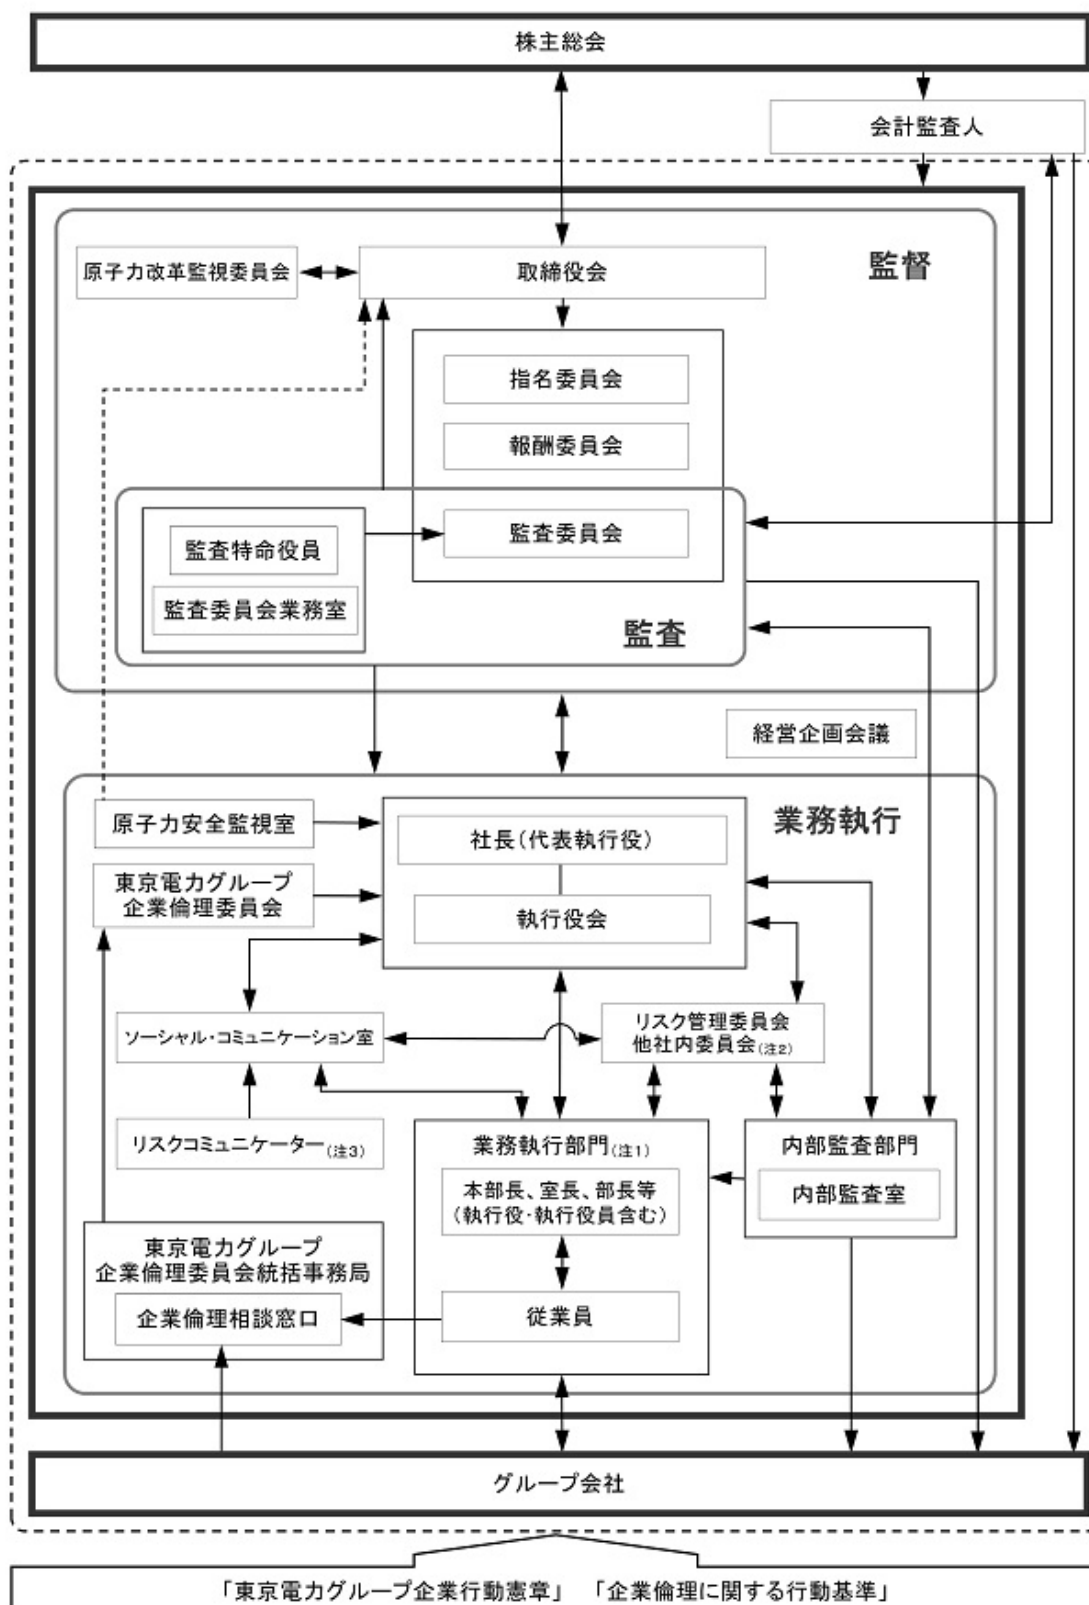 株主総会
会計監査人
監督
原子力改革監視委員会
取締役会
指名委員会
報酬委員会
監査委員会
監査特命役員
監査委員会業務室
監査
経営企画会議
業務執行
原子力安全監視室
社長(代表執行役)
東京電力グループ
企業倫理委員会
執行役会
ソーシャル・コミュニケーション室
リスク管理委員会
他社内委員会(注2)
リスクコミュニケーター(注3)
業務執行部門(注1)
内部監査部門
本部長、室長、部長等
(執行役・執行役員含む)
内部監査室
東京電力グループ
企業倫理委員会統括事務局
企業倫理相談窓口
従業員
グループ会社
「東京電力グループ企業行動憲章」 「企業倫理に関する行動基準」